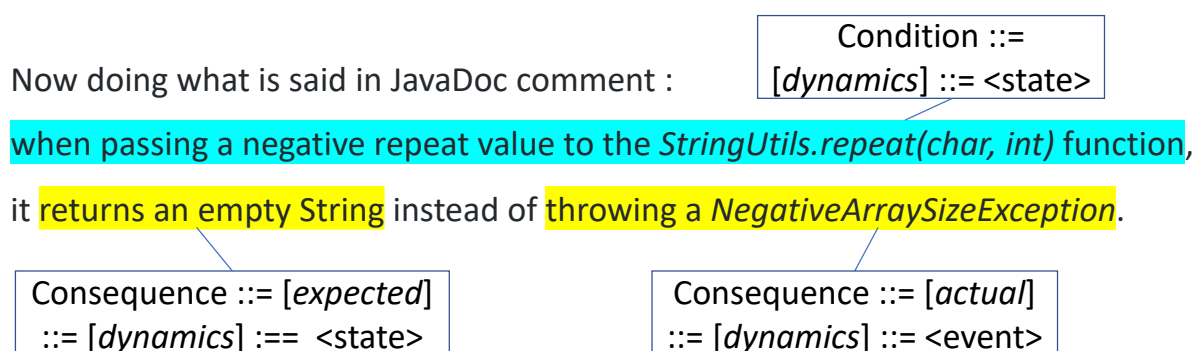 Condition ::=
[dynamics] ::= <state>
Now doing what is said in JavaDoc comment :
when passing a negative repeat value to the StringUtils.repeat(char, int) function,
it returns an empty String instead of throwing a NegativeArraySizeException.
Consequence ::= [expected]
::= [dynamics] :== <state>
Consequence ::= [actual]
::= [dynamics] ::= <event>